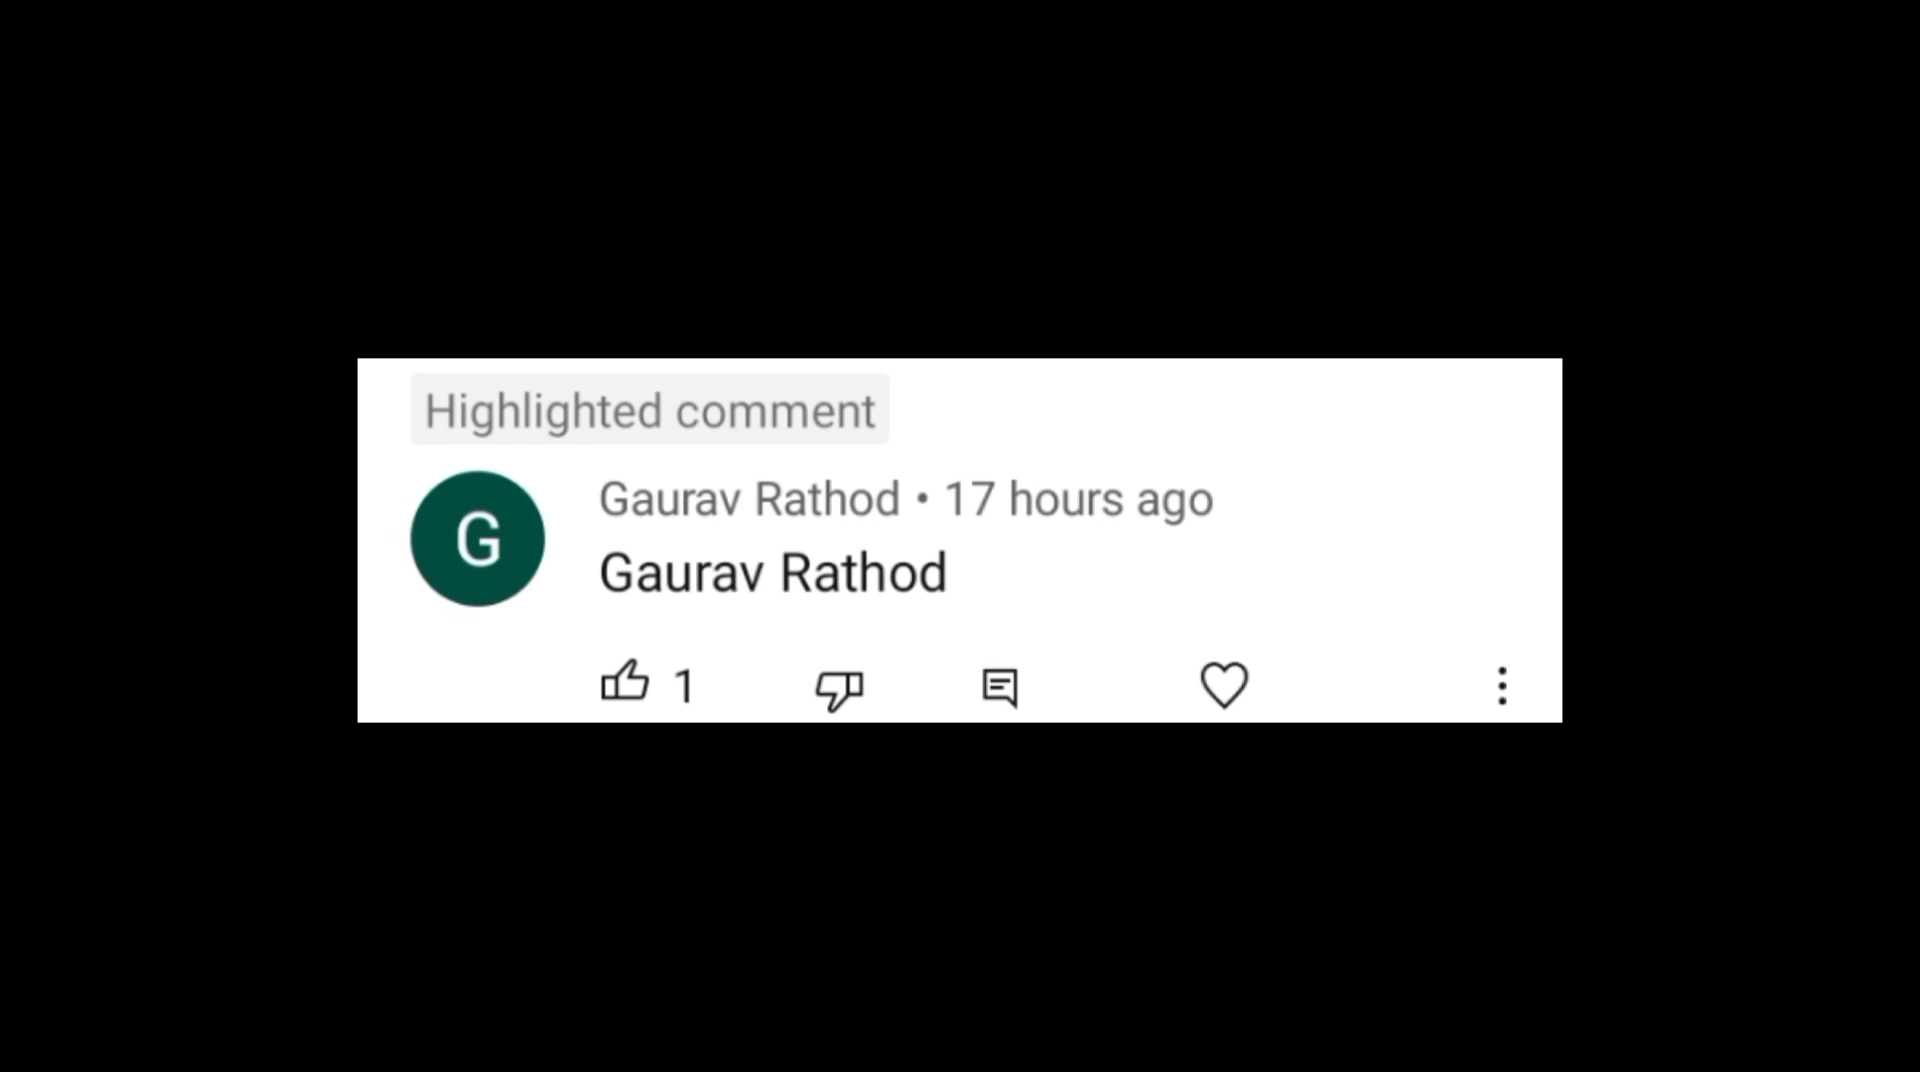 Highlighted comment
G
Gaurav Rathod • 17 hours ago
Gaurav Rathod
1